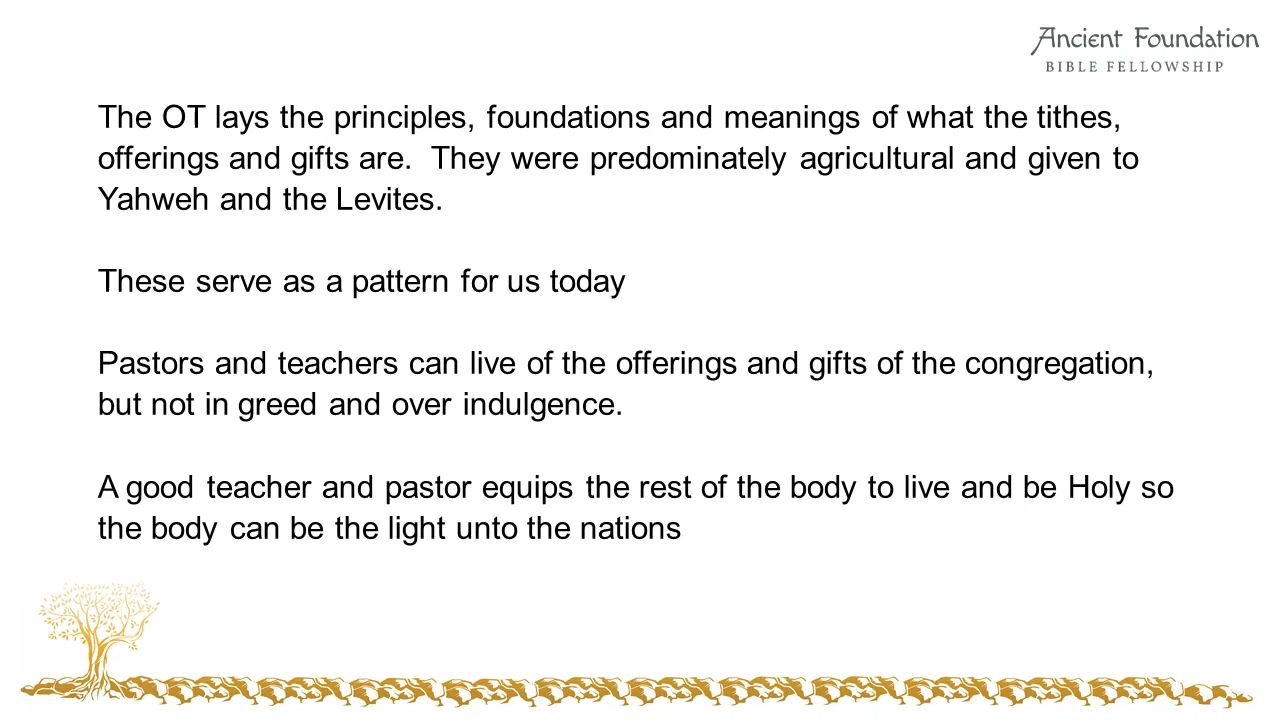 Ancient Foundation
BIBLE FELLOWSHIP
The OT lays the principles, foundations and meanings of what the tithes,
offerings and gifts are.  They were predominately agricultural and given to
Yahweh and the Levites.
These serve as a pattern for us today
Pastors and teachers can live of the offerings and gifts of the congregation,
but not in greed and over indulgence.
A good teacher and pastor equips the rest of the body to live and be Holy so
the body can be the light unto the nations